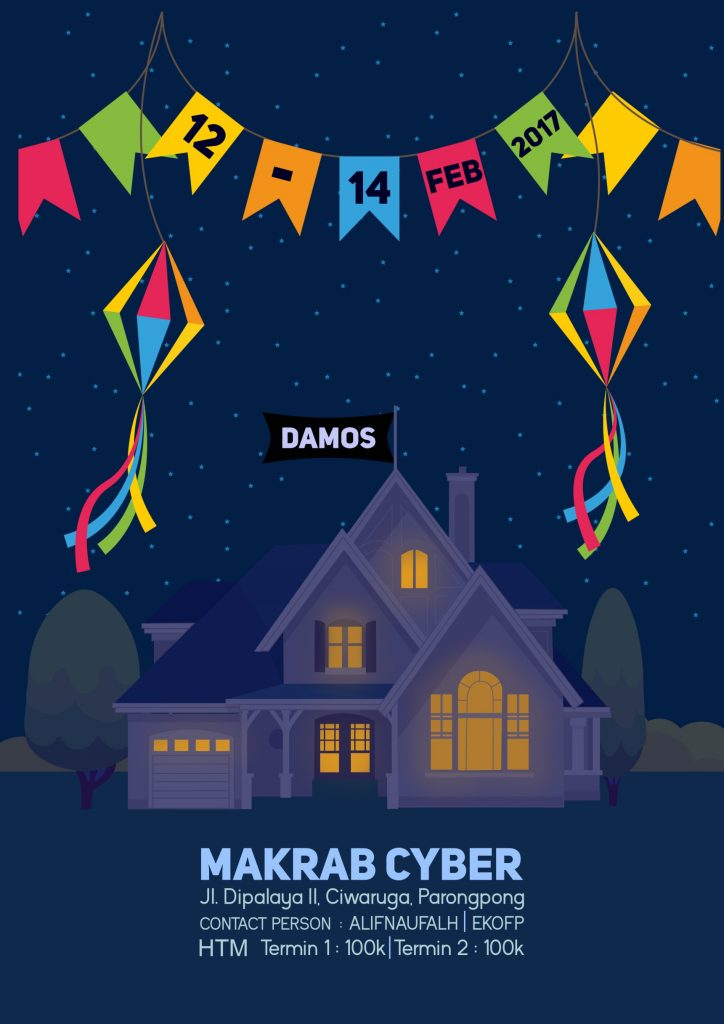 12 - 14 FEB 2017
DAMOS
MAKRAB CYBER
Jl. Dipalaya II, Ciwaruga, Parongpong
CONTACT PERSON : ALIFNAUFALH | EKOFP
HTM Termin 1 : 100k | Termin 2 : 100k